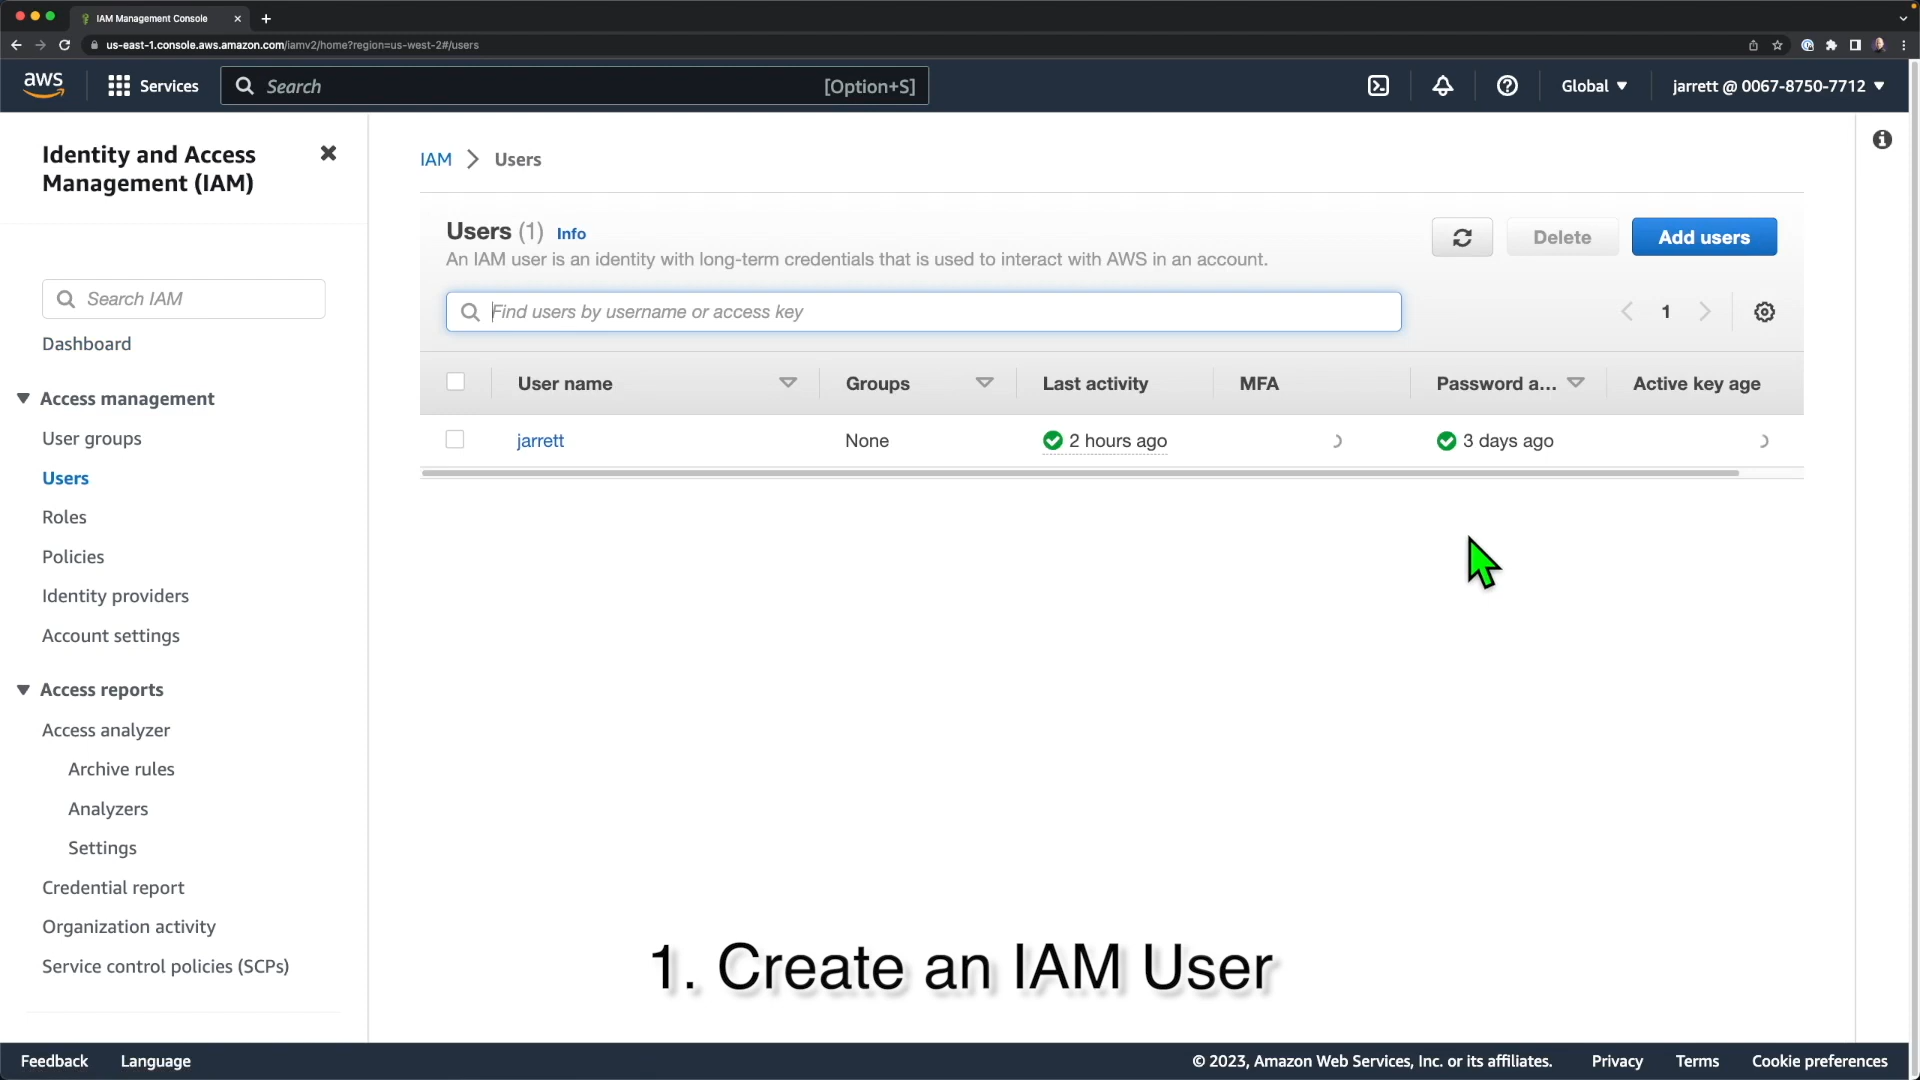 IAM Management Console
us-east-1.console.aws.amazon.com/iamv2/home?region=us-west-2#/users
aws
Services
Search
[Option+S]
Global
jarrett @ 0067-8750-7712
Identity and Access
Management (IAM)
Search IAM
Dashboard
Access management
User groups
Users
Roles
Policies
Identity providers
Account settings
Access reports
Access analyzer
Archive rules
Analyzers
Settings
Credential report
Organization activity
Service control policies (SCPs)
IAM > Users
Users (1) Info
An IAM user is an identity with long-term credentials that is used to interact with AWS in an account.
Delete
Add users
Find users by username or access key
1
User name Groups Last activity MFA Password a... Active key age
jarrett None 2 hours ago 3 days ago
1. Create an IAM User
Feedback Language © 2023, Amazon Web Services, Inc. or its affiliates. Privacy Terms Cookie preferences